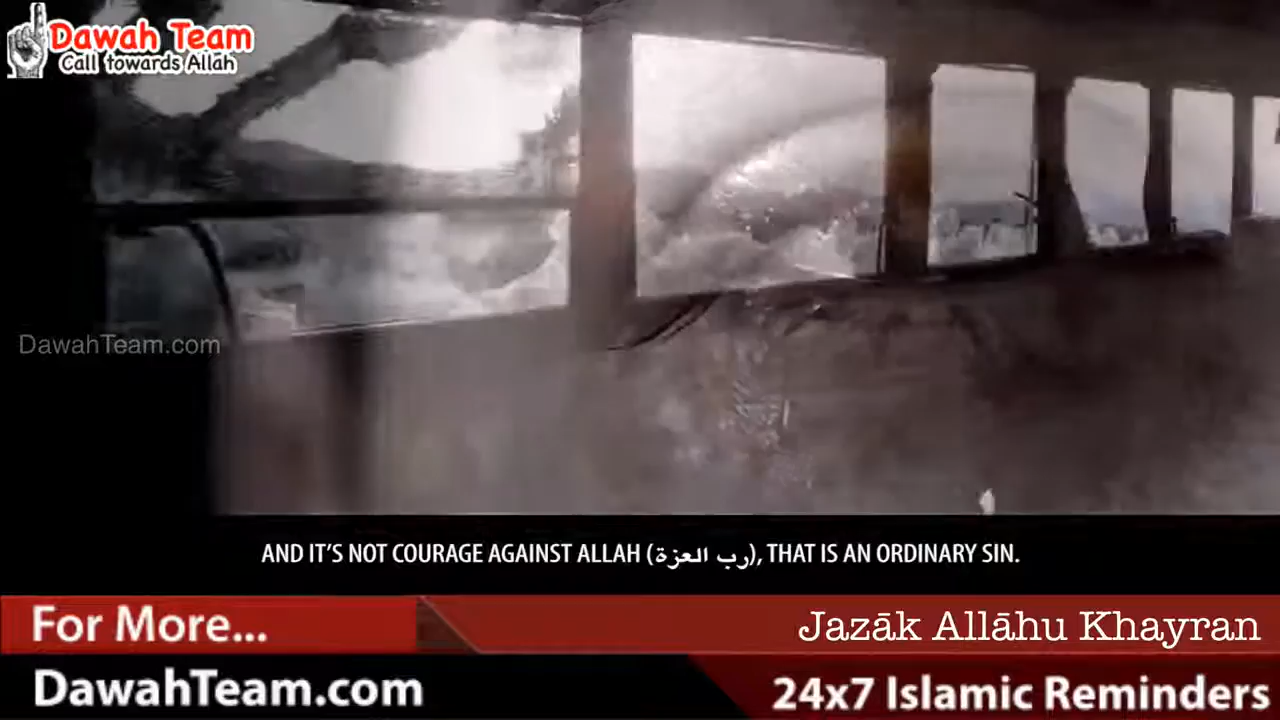 Dawah Team
Call towards Allāh
DawahTeam.com
AND IT'S NOT COURAGE AGAINST ALLAH (رب العزة), THAT IS AN ORDINARY SIN.
For More...
Jazāk Allāhu Khayran
DawahTeam.com
24x7 Islamic Reminders